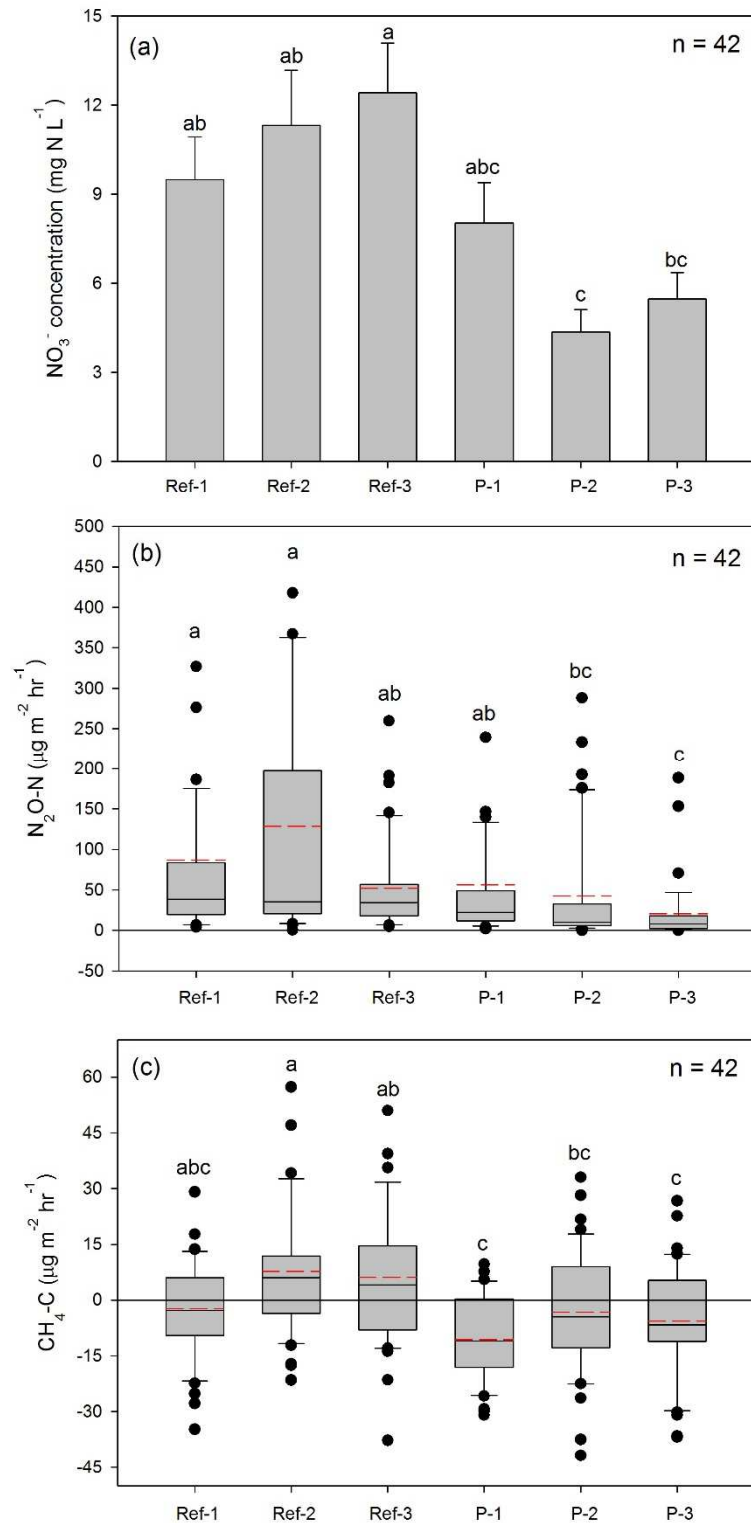 (a)
n = 42
NO₃⁻ concentration (mg N L⁻¹)
15
12
9
6
3
0
ab
ab
a
abc
c
bc
Ref-1 Ref-2 Ref-3 P-1 P-2 P-3
(b)
n = 42
N₂O-N (µg m⁻² hr⁻¹)
500
450
400
350
300
250
200
150
100
50
0
-50
a
a
ab
ab
bc
c
Ref-1 Ref-2 Ref-3 P-1 P-2 P-3
(c)
n = 42
CH₄-C (µg m⁻² hr⁻¹)
60
45
30
15
0
-15
-30
-45
abc
a
ab
c
bc
c
Ref-1 Ref-2 Ref-3 P-1 P-2 P-3